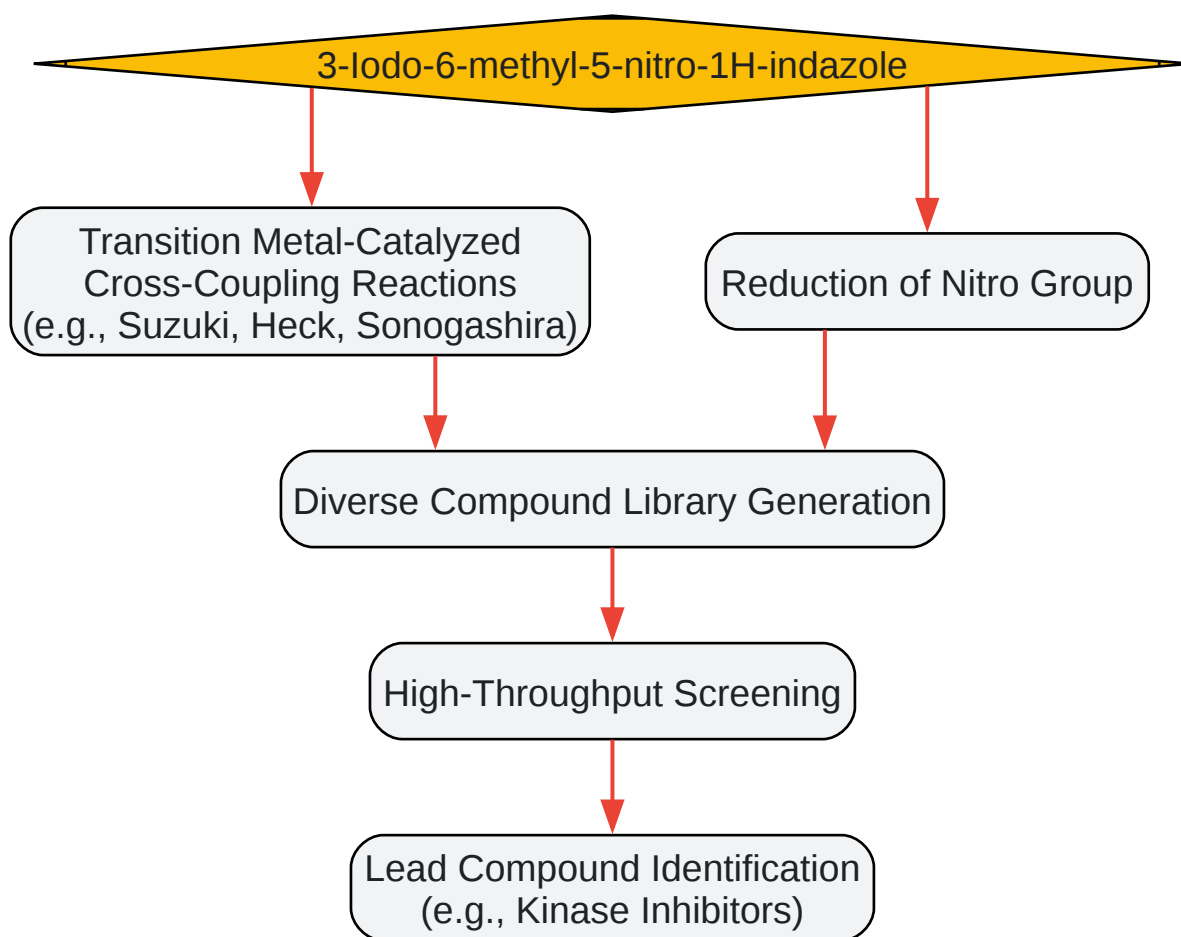 3-Iodo-6-methyl-5-nitro-1H-indazole
Transition Metal-Catalyzed
Cross-Coupling Reactions
(e.g., Suzuki, Heck, Sonogashira)
Reduction of Nitro Group
Diverse Compound Library Generation
High-Throughput Screening
Lead Compound Identification
(e.g., Kinase Inhibitors)